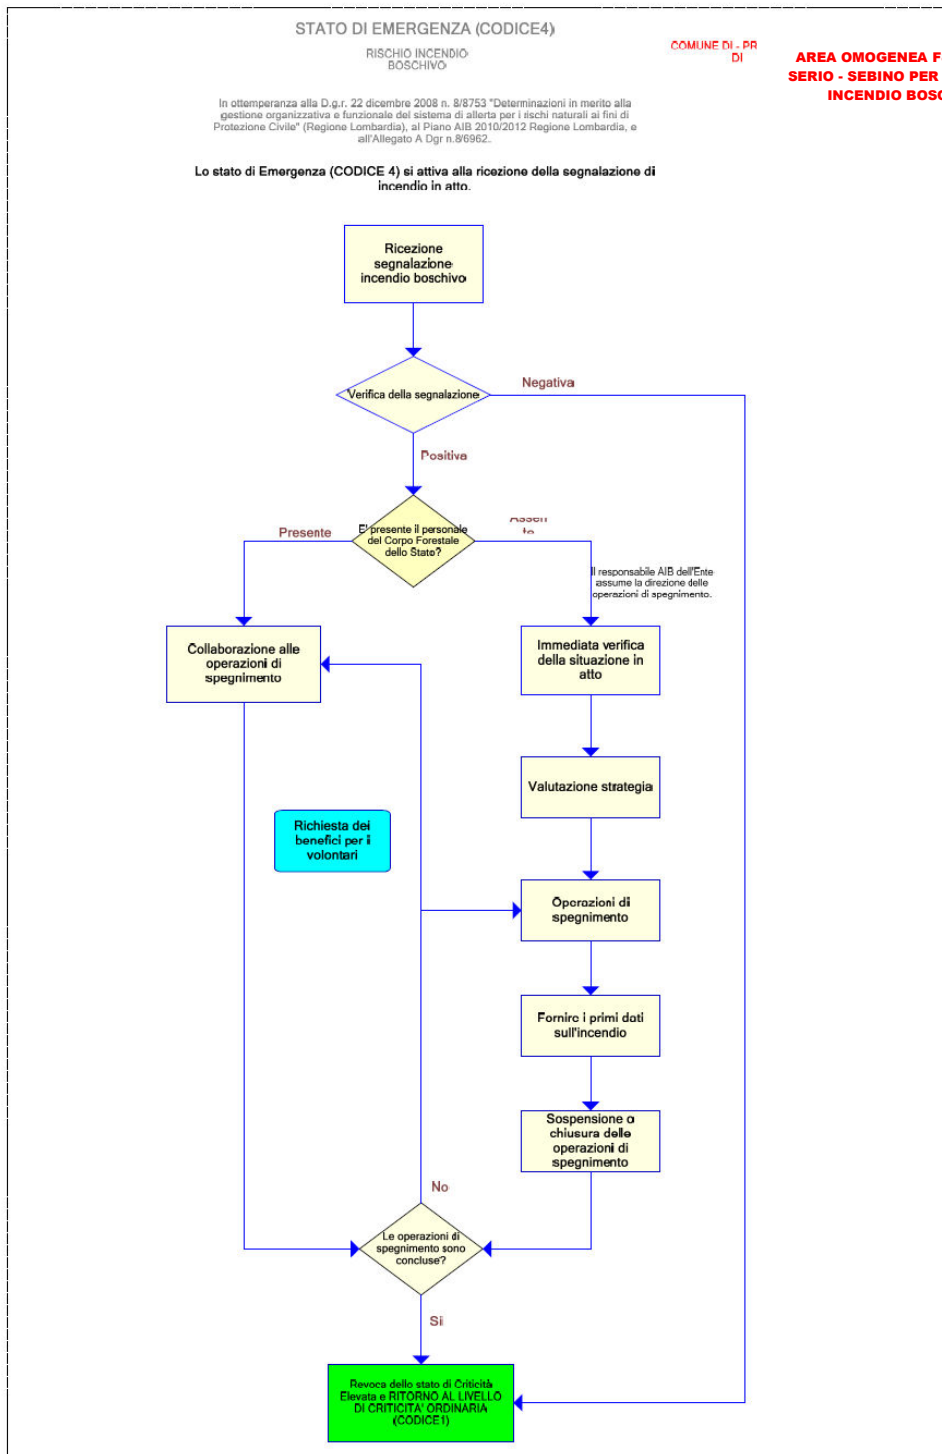 STATO DI EMERGENZA (CODICE4)
RISCHIO INCENDIO
BOSCHIVO
COMUNE DI - PR
DI
AREA OMOGENEA F
SERIO - SEBINO PER
INCENDIO BOSC
In ottemperanza alla D.g.r. 22 dicembre 2008 n. 8/8753 "Determinazioni in merito alla
gestione organizzativa e funzionale del sistema di allerta per i rischi naturali ai fini di
Protezione Civile" (Regione Lombardia), al Piano AIB 2010/2012 Regione Lombardia, e
all'Allegato A Dgr n.8/6962.
Lo stato di Emergenza (CODICE 4) si attiva alla ricezione della segnalazione di
incendio in atto.
Ricezione
segnalazione
incendio boschivo
Verifica della segnalazione
Negativa
Positiva
E' presente il personale
del Corpo Forestale
dello Stato?
Presente
Assen
te
Il responsabile AIB dell'Ente
assume la direzione delle
operazioni di spegnimento.
Collaborazione alle
operazioni di
spegnimento
Immediata verifica
della situazione in
atto
Valutazione strategia
Richiesta dei
benefici per i
volontari
Operazioni di
spegnimento
Fornire i primi dati
sull'incendio
Sospensione o
chiusura delle
operazioni di
spegnimento
No
Le operazioni di
spegnimento sono
concluse?
Si
Revoca dello stato di Criticità
Elevata e RITORNO AL LIVELLO
DI CRITICITA' ORDINARIA
(CODICE1)